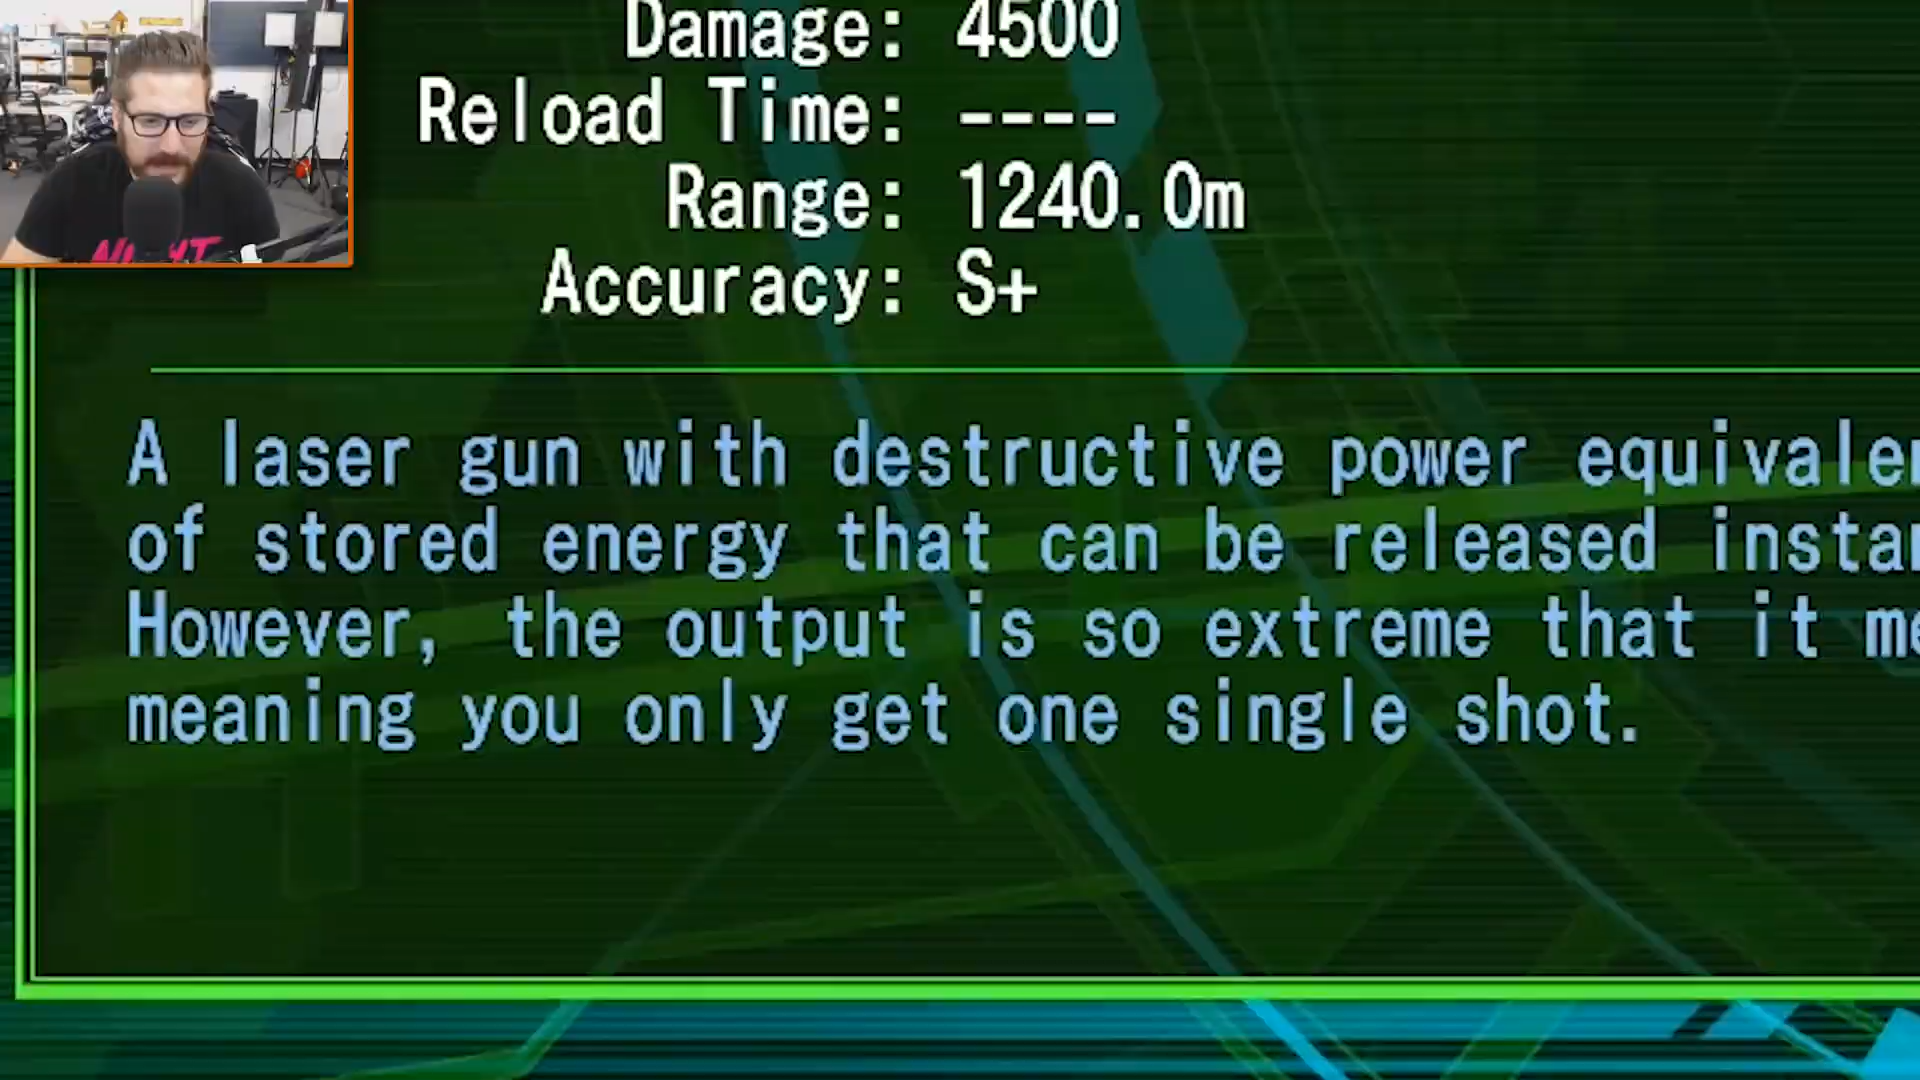 Damage: 4500
Reload Time: ----
Range: 1240.0m
Accuracy: S+
A laser gun with destructive power
of stored energy that can be released
However, the output is so extreme that it
meaning you only get one single shot.